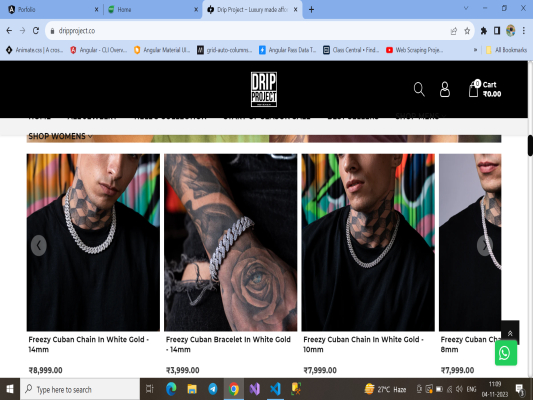 Portfolio
Home
Drip Project – Luxury made affo
dripproject.co
Animate.css | A cros...
Angular - CLI Overv...
Angular Material UI...
grid-auto-columns...
Angular Pass Data T...
Class Central • Find...
Web Scraping Proje...
»
All Bookmarks
DRIP
PROJECT
0 Cart
₹0.00
SHOP WOMENS
Freezy Cuban Chain In White Gold -
14mm
₹8,999.00
Freezy Cuban Bracelet In White Gold
- 14mm
₹3,999.00
Freezy Cuban Chain In White Gold -
10mm
₹7,999.00
Freezy Cuban Cha
8mm
₹7,999.00
Type here to search
27°C Haze
ENG
11:09
04-11-2023